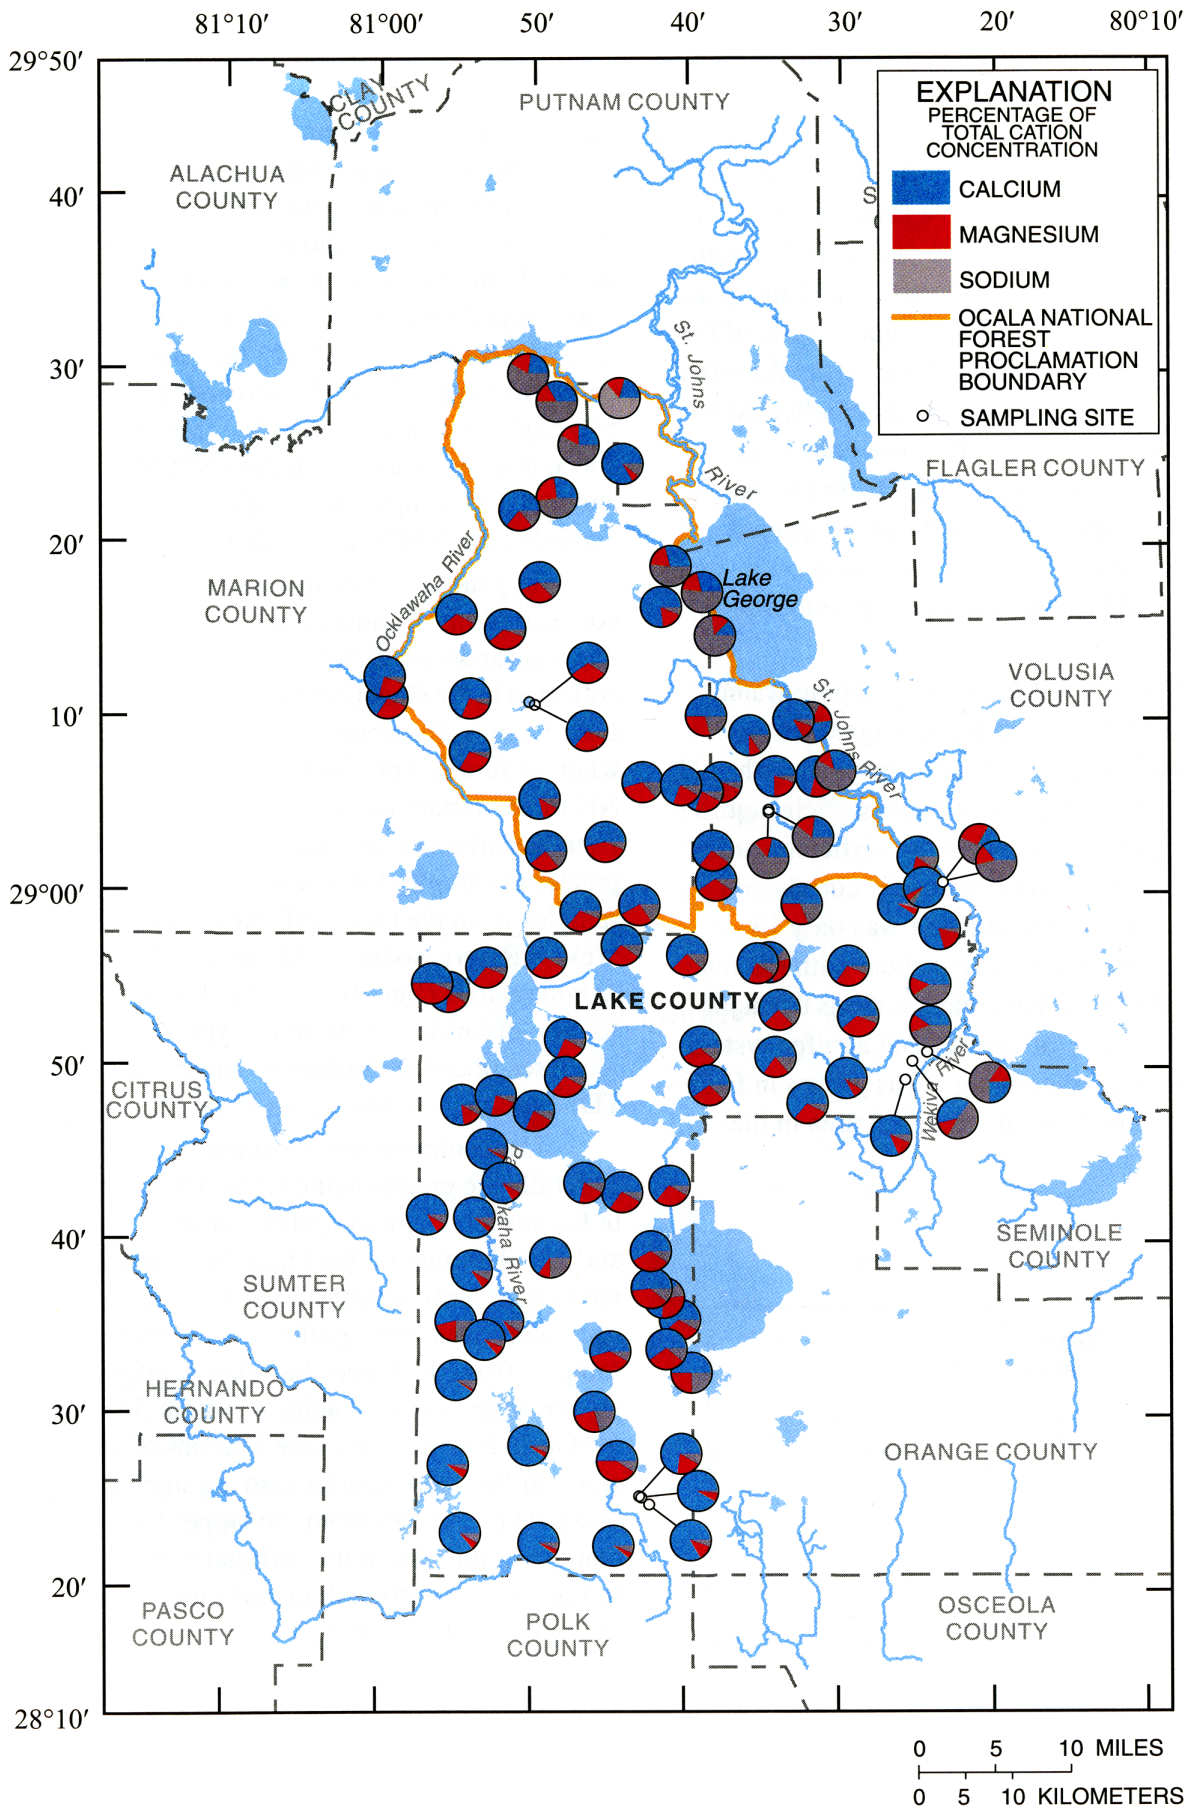 81°10′ 81°00′ 50′ 40′ 30′ 20′ 80°10′
29°50′
40′
30′
20′
10′
29°00′
50′
40′
30′
20′
28°10′
EXPLANATION
PERCENTAGE OF
TOTAL CATION
CONCENTRATION
CALCIUM
MAGNESIUM
SODIUM
OCALA NATIONAL
FOREST
PROCLAMATION
BOUNDARY
SAMPLING SITE
CLAY
COUNTY
PUTNAM COUNTY
ALACHUA
COUNTY
S
St. Johns
River
FLAGLER COUNTY
MARION
COUNTY
Ocklawaha River
Lake
George
VOLUSIA
COUNTY
St. Johns River
LAKE COUNTY
CITRUS
COUNTY
Wekiva River
kaha River
SEMINOLE
COUNTY
SUMTER
COUNTY
HERNANDO
COUNTY
ORANGE COUNTY
PASCO
COUNTY
POLK
COUNTY
OSCEOLA
COUNTY
0 5 10 MILES
0 5 10 KILOMETERS